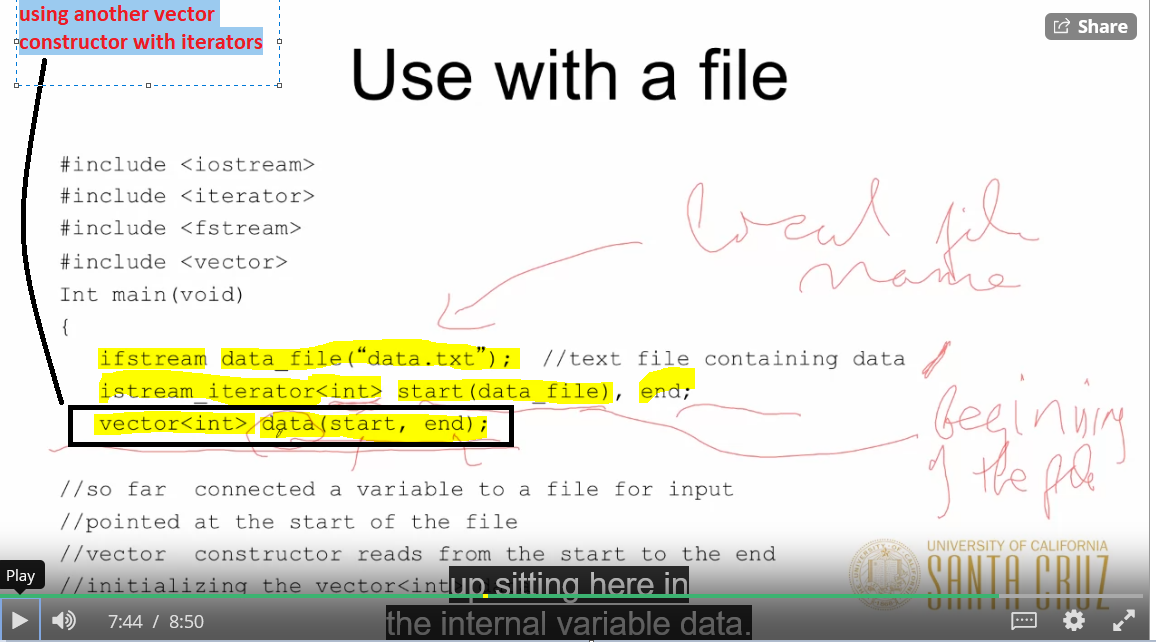 using another vector
constructor with iterators
Share
Use with a file
#include <iostream>
#include <iterator>
#include <fstream>
#include <vector>
Int main(void)
{
ifstream data_file("data.txt"); //text file containing data
istream_iterator<int> start(data_file), end;
vector<int> data(start, end);
local file
name
Beginning
of the file
//so far connected a variable to a file for input
//pointed at the start of the file
//vector constructor reads from the start to the end
//initializing the vector<int>
UNIVERSITY OF CALIFORNIA
SANTA CRUZ
up sitting here in
the internal variable data.
Play
7:44 / 8:50